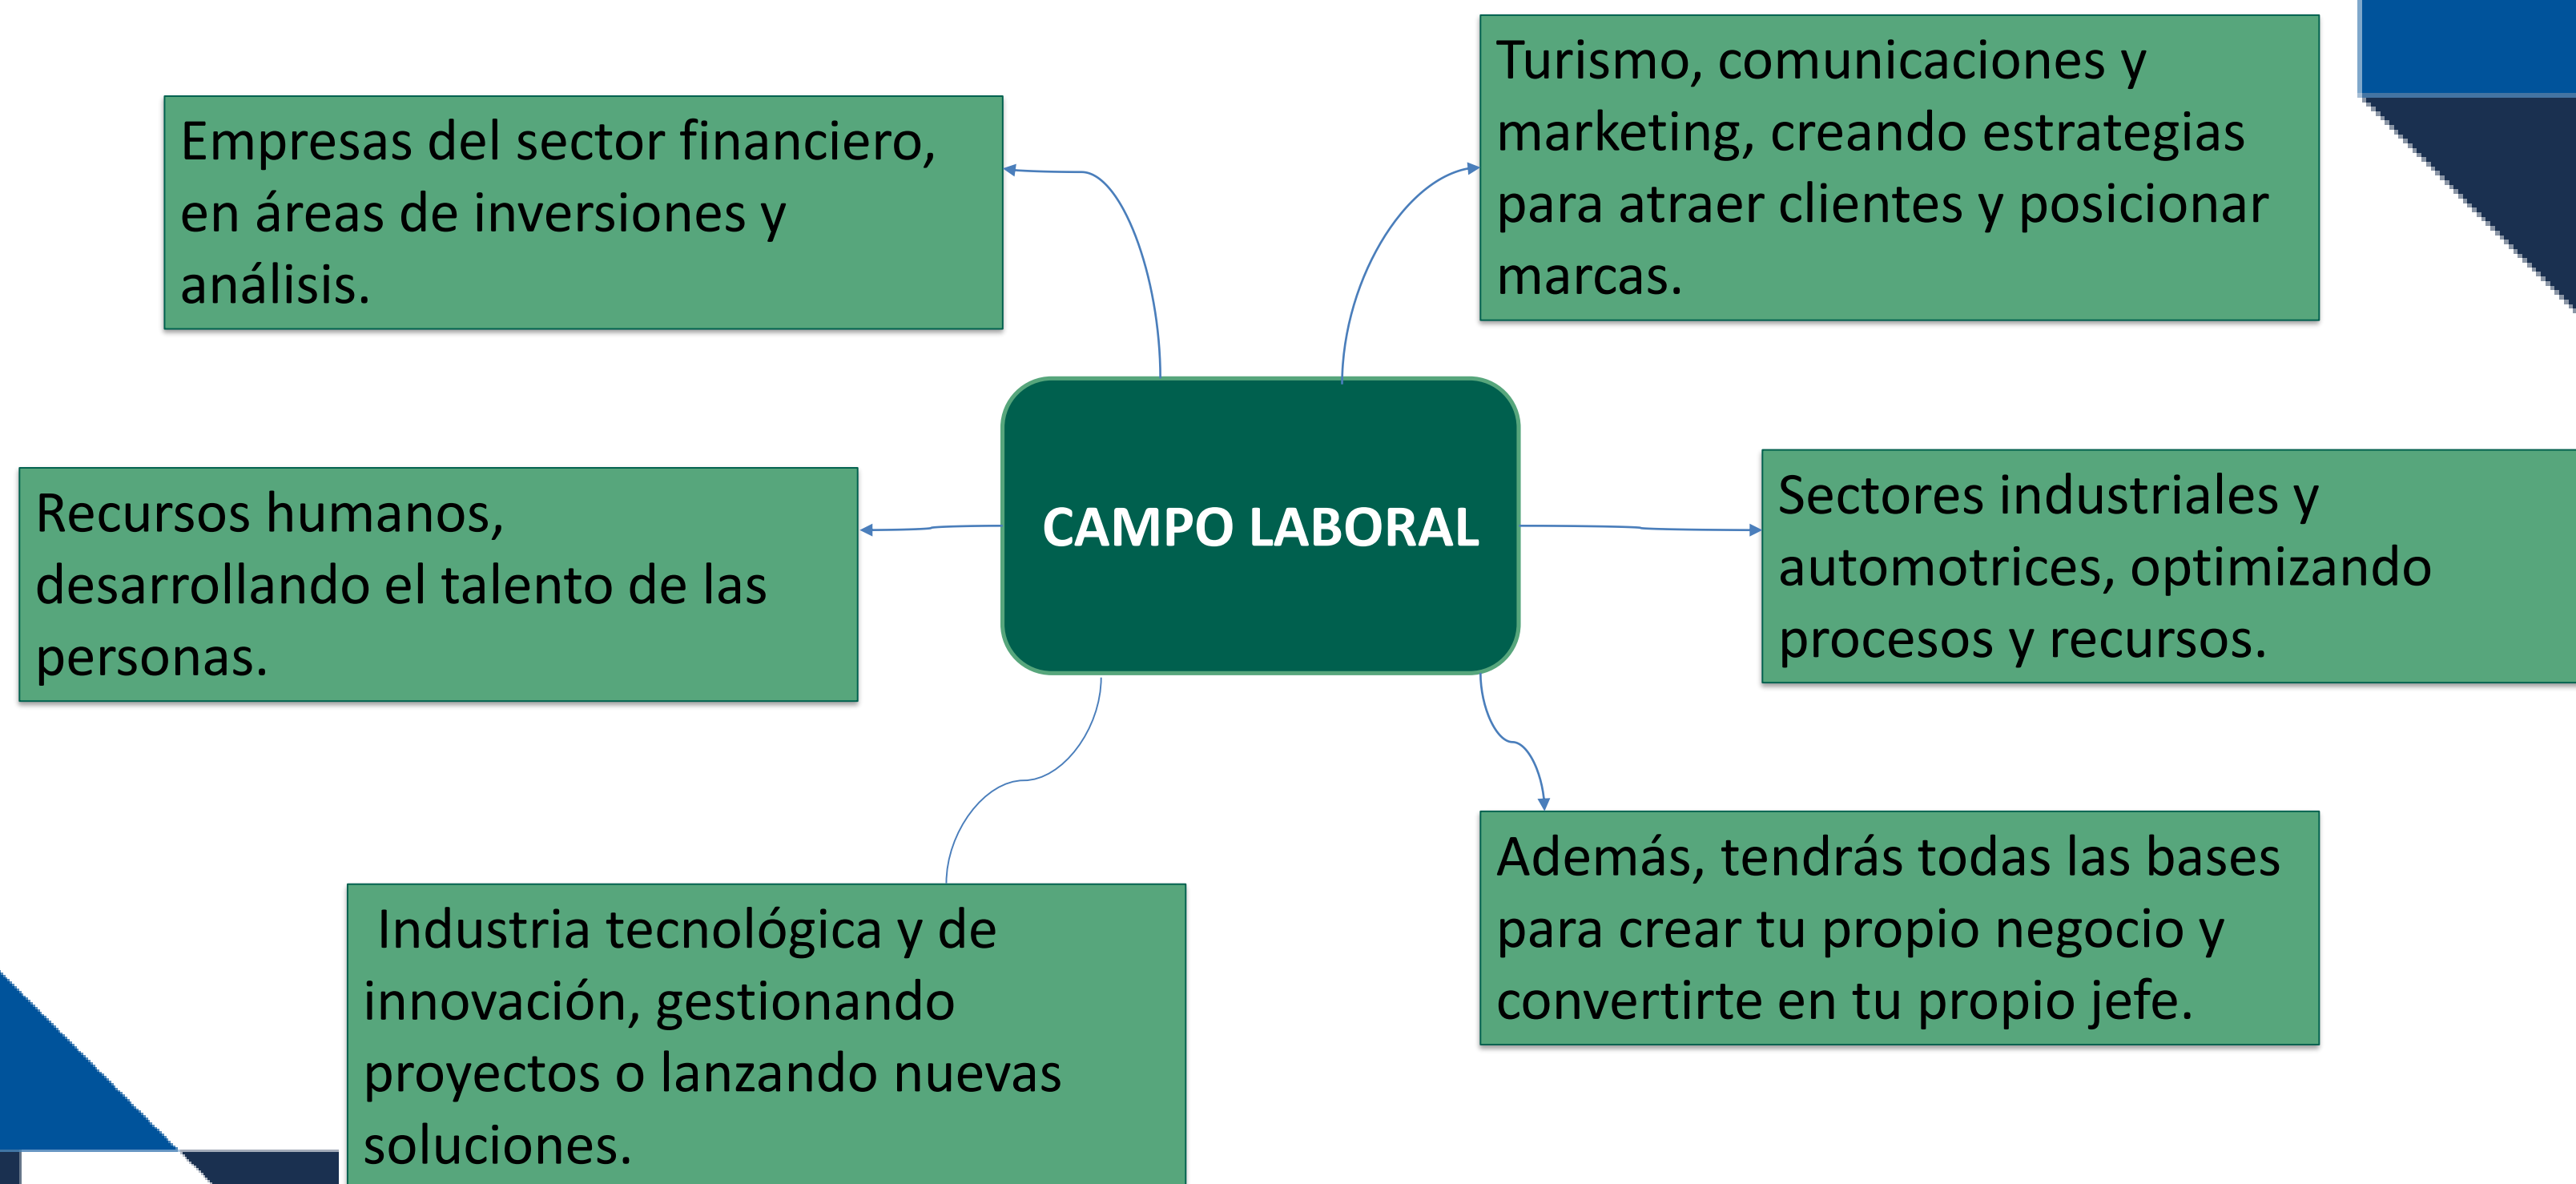 Empresas del sector financiero,
en áreas de inversiones y
análisis.
Turismo, comunicaciones y
marketing, creando estrategias
para atraer clientes y posicionar
marcas.
Recursos humanos,
desarrollando el talento de las
personas.
CAMPO LABORAL
Sectores industriales y
automotrices, optimizando
procesos y recursos.
Industria tecnológica y de
innovación, gestionando
proyectos o lanzando nuevas
soluciones.
Además, tendrás todas las bases
para crear tu propio negocio y
convertirte en tu propio jefe.